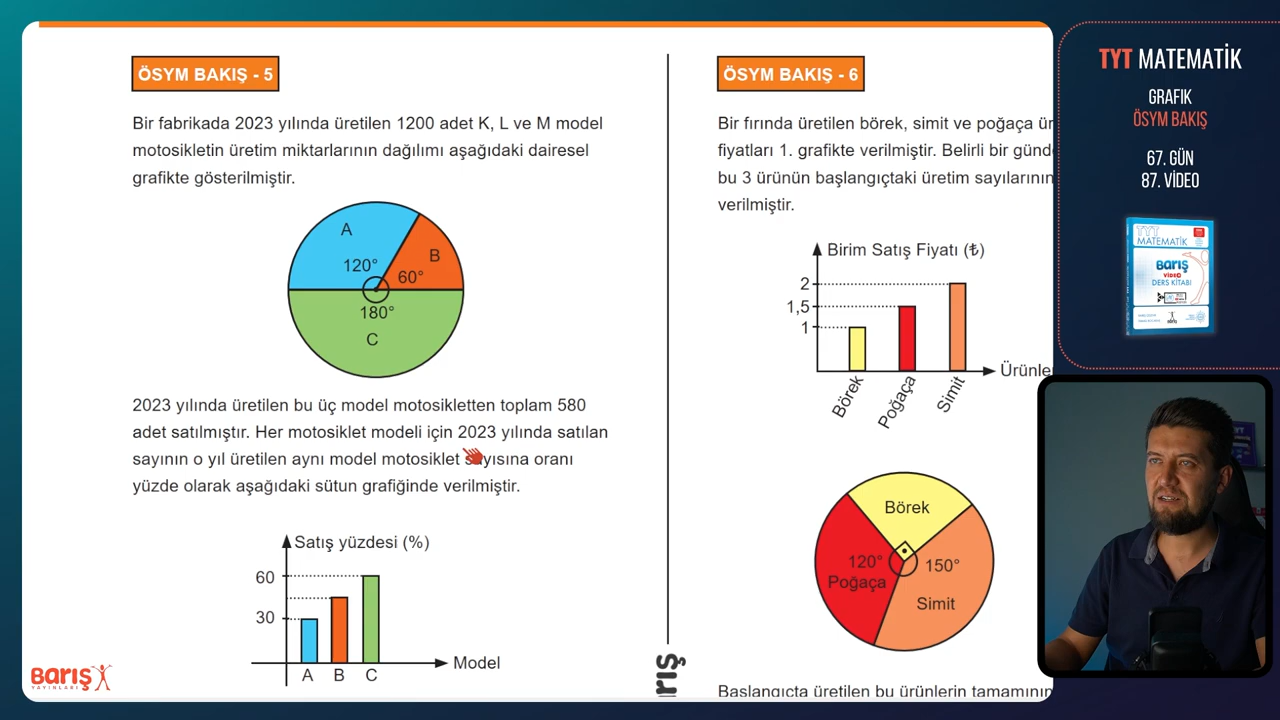 ÖSYM BAKIŞ - 5
Bir fabrikada 2023 yılında üretilen 1200 adet K, L ve M model
motosikletin üretim miktarlarının dağılımı aşağıdaki dairesel
grafikte gösterilmiştir.
A
B
120°
60°
180°
C
2023 yılında üretilen bu üç model motosikletten toplam 580
adet satılmıştır. Her motosiklet modeli için 2023 yılında satılan
sayının o yıl üretilen aynı model motosiklet sayısına oranı
yüzde olarak aşağıdaki sütun grafiğinde verilmiştir.
Satış yüzdesi (%)
60
30
A B C
Model
BARIŞ
YAYINLARI
ÖSYM BAKIŞ - 6
Bir fırında üretilen börek, simit ve poğaça ür
fiyatları 1. grafikte verilmiştir. Belirli bir günd
bu 3 ürünün başlangıçtaki üretim sayılarının
verilmiştir.
Birim Satış Fiyatı (₺)
2
1,5
1
Börek
Poğaça
Simit
Ürünler
Börek
120°
Poğaça
150°
Simit
Başlangıçta üretilen bu ürünlerin tamamının
rış
TYT MATEMATİK
GRAFIK
ÖSYM BAKIŞ
67. GÜN
87. VİDEO
TYT
MATEMATİK
BARIŞ
VİDEO
DERS KİTABI